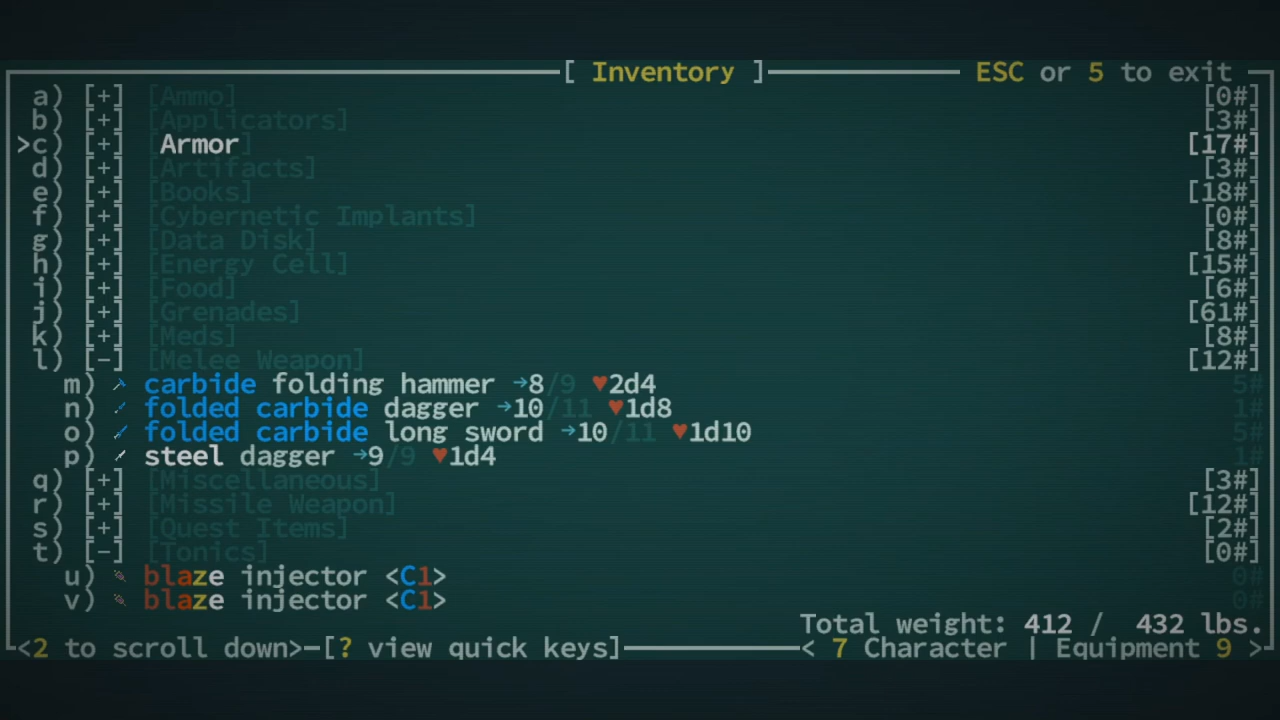 [ Inventory ] ESC or 5 to exit
a) [+] [Ammo] [0#]
b) [+] [Applicators] [3#]
>c) [+] [Armor] [17#]
d) [+] [Artifacts] [3#]
e) [+] [Books] [18#]
f) [+] [Cybernetic Implants] [0#]
g) [+] [Data Disk] [8#]
h) [+] [Energy Cell] [15#]
i) [+] [Food] [6#]
j) [+] [Grenades] [61#]
k) [+] [Meds] [8#]
l) [-] [Melee Weapon] [12#]
m) carbide folding hammer →8/9 ♥2d4 5#
n) folded carbide dagger →10/11 ♥1d8 1#
o) folded carbide long sword →10/11 ♥1d10 5#
p) steel dagger →9/9 ♥1d4 1#
q) [+] [Miscellaneous] [3#]
r) [+] [Missile Weapon] [12#]
s) [+] [Quest Items] [2#]
t) [-] [Tonics] [0#]
u) blaze injector <C1> 0#
v) blaze injector <C1> 0#
Total weight: 412 / 432 lbs.
<2 to scroll down> [? view quick keys] < 7 Character | Equipment 9 >